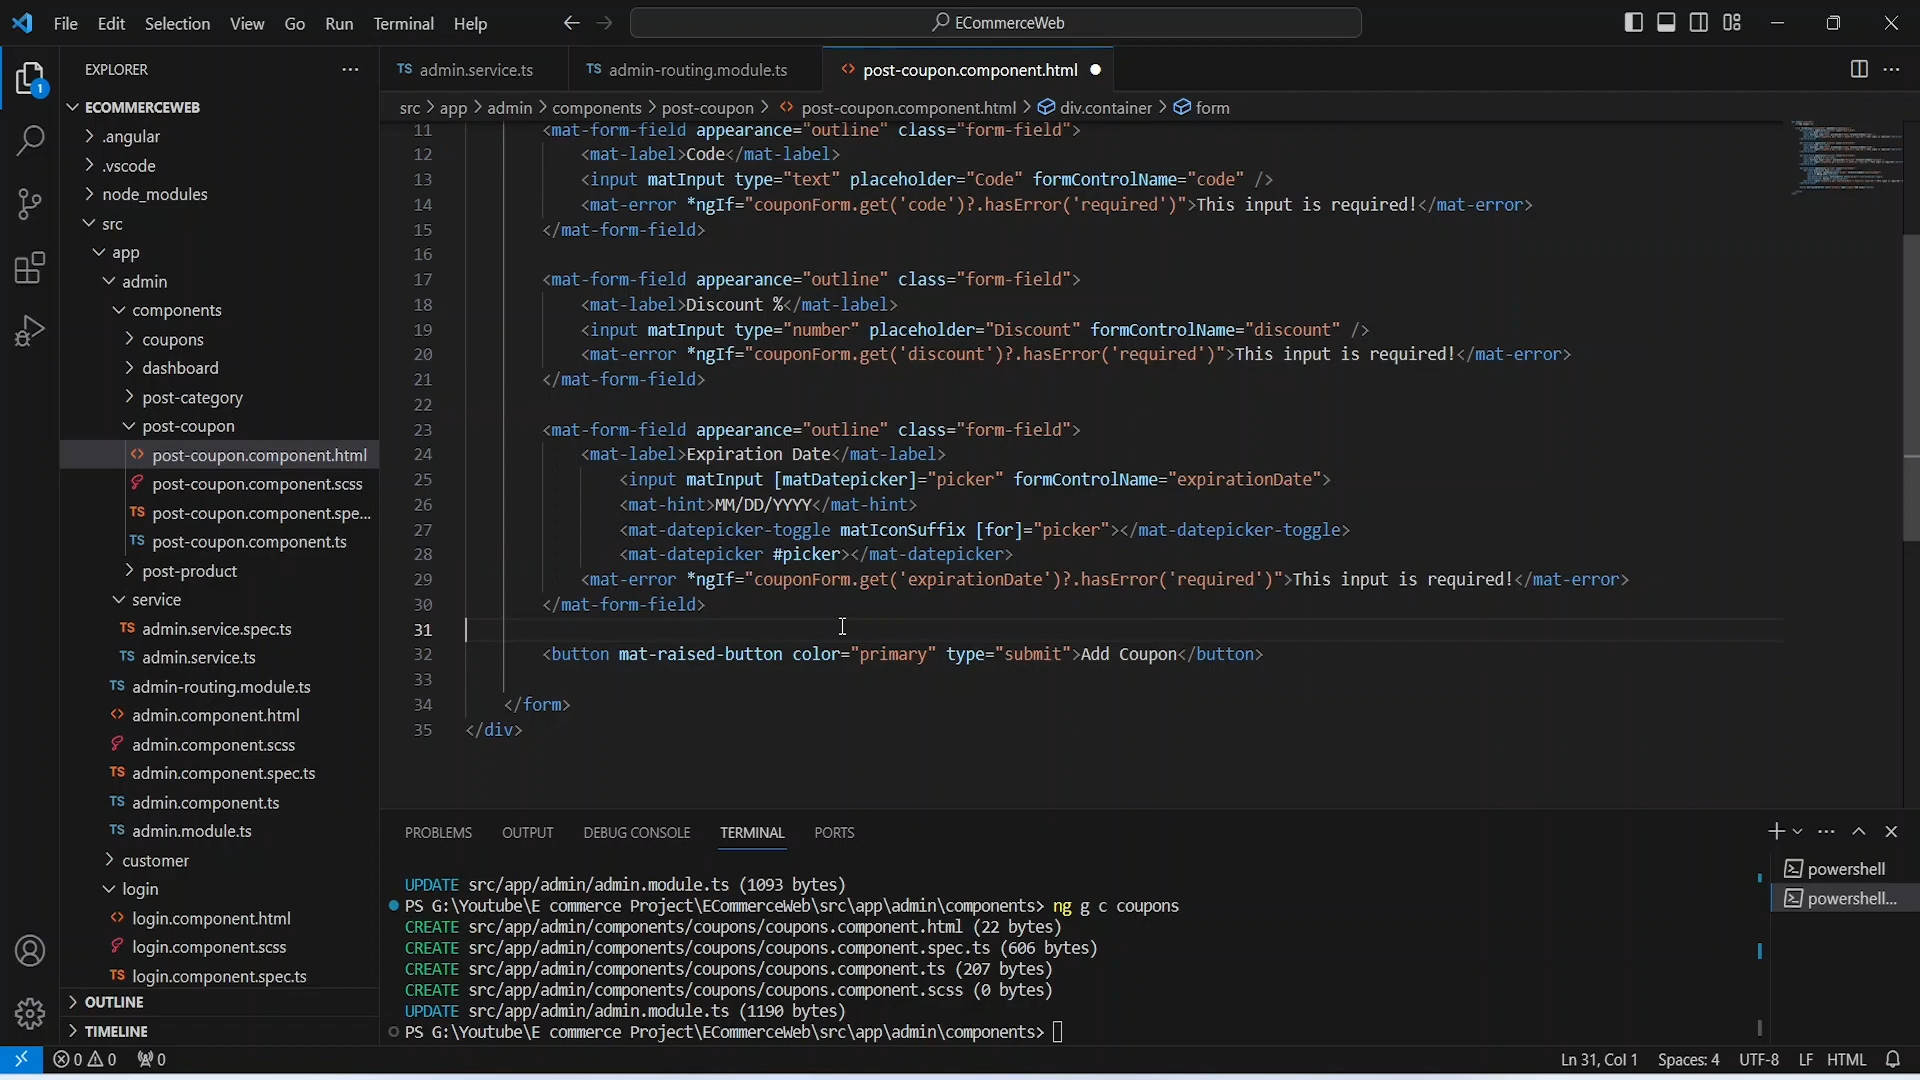 File Edit Selection View Go Run Terminal Help
ECommerceWeb
EXPLORER
1
ECOMMERCEWEB
.angular
.vscode
node_modules
src
app
admin
components
coupons
dashboard
post-category
post-coupon
post-coupon.component.html
post-coupon.component.scss
post-coupon.component.spe...
post-coupon.component.ts
post-product
service
admin.service.spec.ts
admin.service.ts
admin-routing.module.ts
admin.component.html
admin.component.scss
admin.component.spec.ts
admin.component.ts
admin.module.ts
customer
login
login.component.html
login.component.scss
login.component.spec.ts
OUTLINE
TIMELINE
admin.service.ts admin-routing.module.ts post-coupon.component.html
src > app > admin > components > post-coupon > post-coupon.component.html > div.container > form
11 <mat-form-field appearance="outline" class="form-field">
12 <mat-label>Code</mat-label>
13 <input matInput type="text" placeholder="Code" formControlName="code" />
14 <mat-error *ngIf="couponForm.get('code')?.hasError('required')">This input is required!</mat-error>
15 </mat-form-field>
16
17 <mat-form-field appearance="outline" class="form-field">
18 <mat-label>Discount %</mat-label>
19 <input matInput type="number" placeholder="Discount" formControlName="discount" />
20 <mat-error *ngIf="couponForm.get('discount')?.hasError('required')">This input is required!</mat-error>
21 </mat-form-field>
22
23 <mat-form-field appearance="outline" class="form-field">
24 <mat-label>Expiration Date</mat-label>
25 <input matInput [matDatepicker]="picker" formControlName="expirationDate">
26 <mat-hint>MM/DD/YYYY</mat-hint>
27 <mat-datepicker-toggle matIconSuffix [for]="picker"></mat-datepicker-toggle>
28 <mat-datepicker #picker></mat-datepicker>
29 <mat-error *ngIf="couponForm.get('expirationDate')?.hasError('required')">This input is required!</mat-error>
30 </mat-form-field>
31
32 <button mat-raised-button color="primary" type="submit">Add Coupon</button>
33
34 </form>
35 </div>
PROBLEMS OUTPUT DEBUG CONSOLE TERMINAL PORTS
UPDATE src/app/admin/admin.module.ts (1093 bytes)
PS G:\Youtube\E commerce Project\ECommerceWeb\src\app\admin\components> ng g c coupons
CREATE src/app/admin/components/coupons/coupons.component.html (22 bytes)
CREATE src/app/admin/components/coupons/coupons.component.spec.ts (606 bytes)
CREATE src/app/admin/components/coupons/coupons.component.ts (207 bytes)
CREATE src/app/admin/components/coupons/coupons.component.scss (0 bytes)
UPDATE src/app/admin/admin.module.ts (1190 bytes)
PS G:\Youtube\E commerce Project\ECommerceWeb\src\app\admin\components>
powershell
powershell...
0 0 0 Ln 31, Col 1 Spaces: 4 UTF-8 LF HTML